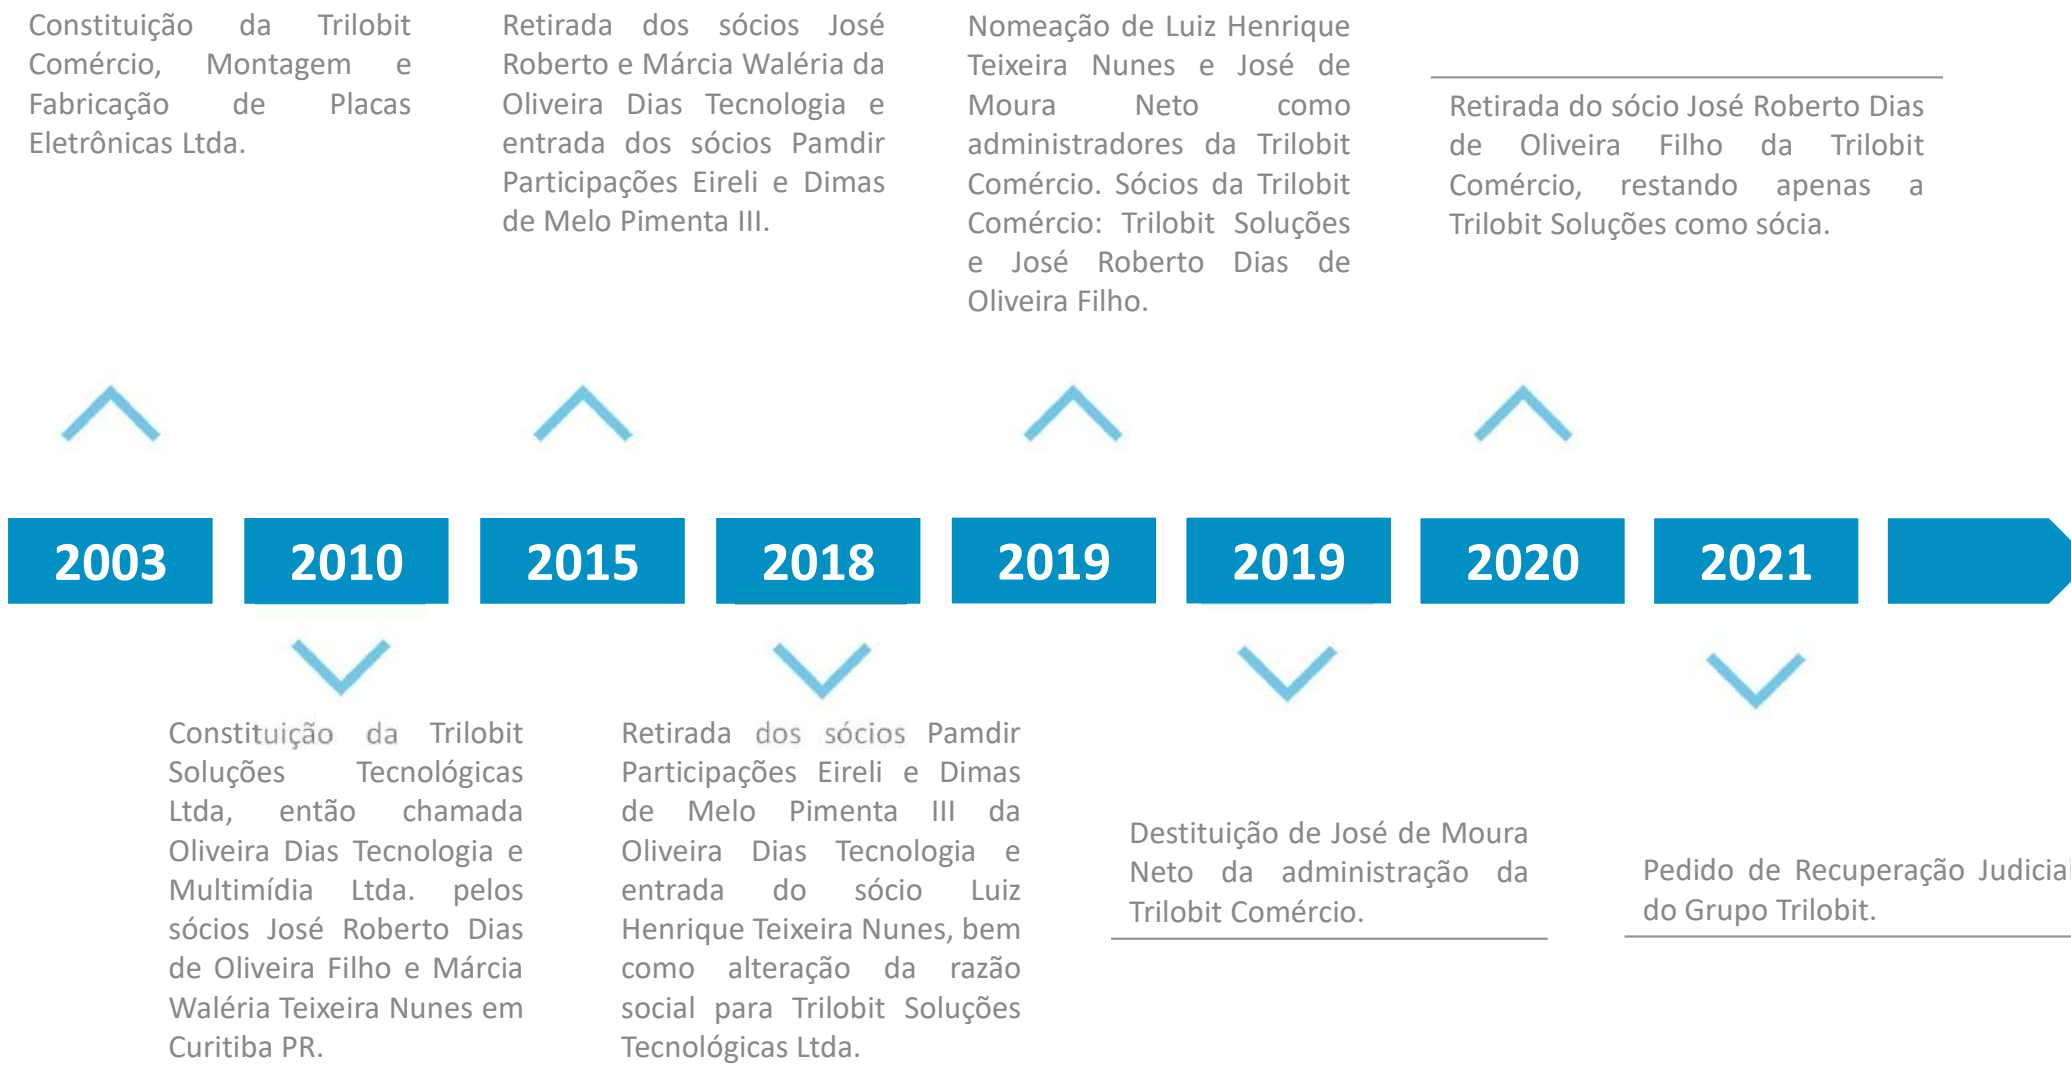 Constituição da Trilobit
Comércio, Montagem e
Fabricação de Placas
Eletrônicas Ltda.
Retirada dos sócios José
Roberto e Márcia Waléria da
Oliveira Dias Tecnologia e
entrada dos sócios Pamdir
Participações Eireli e Dimas
de Melo Pimenta III.
Nomeação de Luiz Henrique
Teixeira Nunes e José de
Moura Neto como
administradores da Trilobit
Comércio. Sócios da Trilobit
Comércio: Trilobit Soluções
e José Roberto Dias de
Oliveira Filho.
Retirada do sócio José Roberto Dias
de Oliveira Filho da Trilobit
Comércio, restando apenas a
Trilobit Soluções como sócia.
2003 2010 2015 2018 2019 2019 2020 2021
Constituição da Trilobit
Soluções Tecnológicas
Ltda, então chamada
Oliveira Dias Tecnologia e
Multimídia Ltda. pelos
sócios José Roberto Dias
de Oliveira Filho e Márcia
Waléria Teixeira Nunes em
Curitiba PR.
Retirada dos sócios Pamdir
Participações Eireli e Dimas
de Melo Pimenta III da
Oliveira Dias Tecnologia e
entrada do sócio Luiz
Henrique Teixeira Nunes, bem
como alteração da razão
social para Trilobit Soluções
Tecnológicas Ltda.
Destituição de José de Moura
Neto da administração da
Trilobit Comércio.
Pedido de Recuperação Judicial
do Grupo Trilobit.